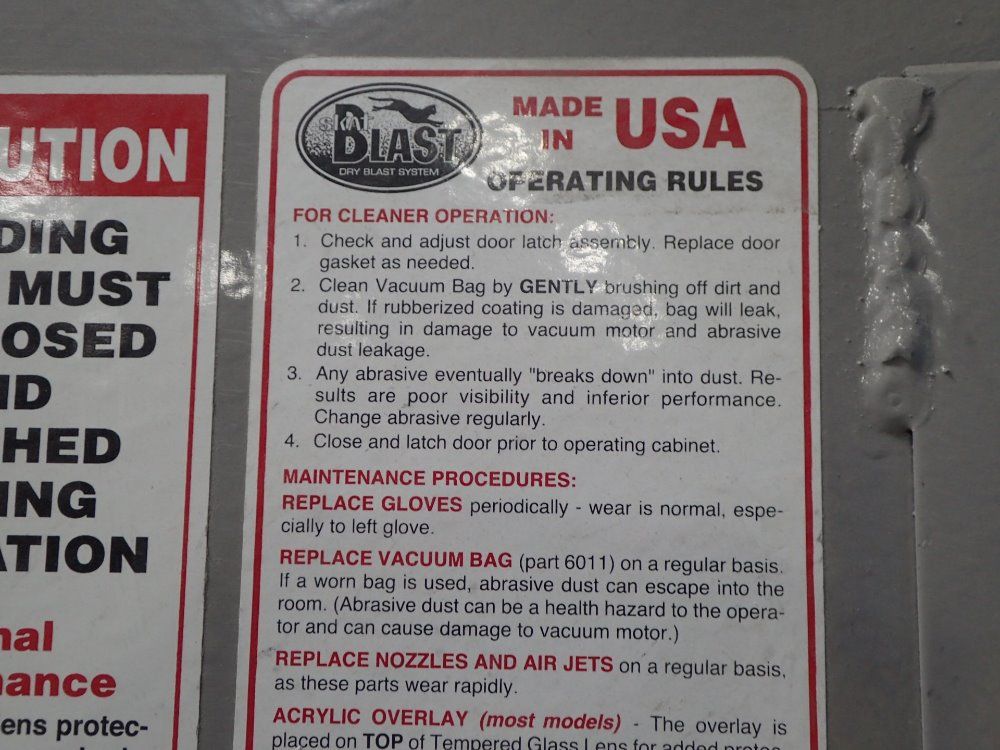 UTION
DING
MUST
OSED
ND
HED
ING
ATION
nal
nance
ens protec-
sKAT
BLAST
DRY BLAST SYSTEM
MADE
IN
USA
OPERATING RULES
FOR CLEANER OPERATION:
1. Check and adjust door latch assembly. Replace door
gasket as needed.
2. Clean Vacuum Bag by GENTLY brushing off dirt and
dust. If rubberized coating is damaged, bag will leak,
resulting in damage to vacuum motor and abrasive
dust leakage.
3. Any abrasive eventually "breaks down" into dust. Re-
sults are poor visibility and inferior performance.
Change abrasive regularly.
4. Close and latch door prior to operating cabinet.
MAINTENANCE PROCEDURES:
REPLACE GLOVES periodically - wear is normal, espe-
cially to left glove.
REPLACE VACUUM BAG (part 6011) on a regular basis.
If a worn bag is used, abrasive dust can escape into the
room. (Abrasive dust can be a health hazard to the opera-
tor and can cause damage to vacuum motor.)
REPLACE NOZZLES AND AIR JETS on a regular basis,
as these parts wear rapidly.
ACRYLIC OVERLAY (most models) - The overlay is
placed on TOP of Tempered Glass Lens for added protec-